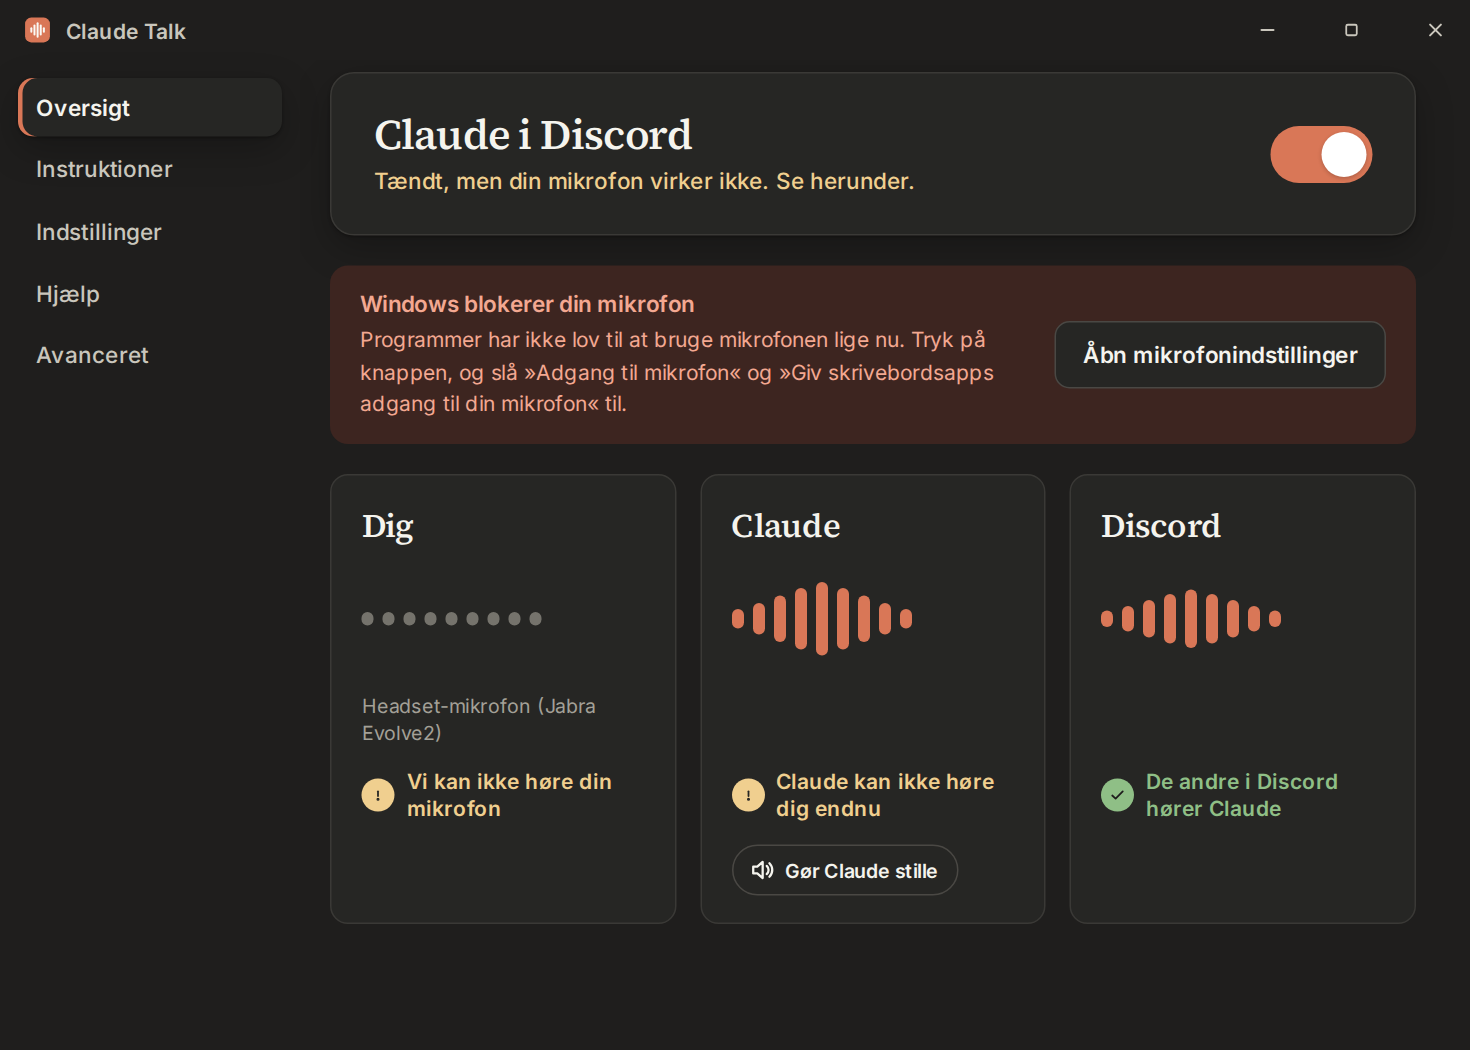 Claude Talk
Oversigt
Instruktioner
Indstillinger
Hjælp
Avanceret
Claude i Discord
Tændt, men din mikrofon virker ikke. Se herunder.
Windows blokerer din mikrofon
Programmer har ikke lov til at bruge mikrofonen lige nu. Tryk på
knappen, og slå »Adgang til mikrofon« og »Giv skrivebordsapps
adgang til din mikrofon« til.
Åbn mikrofonindstillinger
Dig
Headset-mikrofon (Jabra
Evolve2)
Vi kan ikke høre din
mikrofon
Claude
Claude kan ikke høre
dig endnu
Gør Claude stille
Discord
De andre i Discord
hører Claude